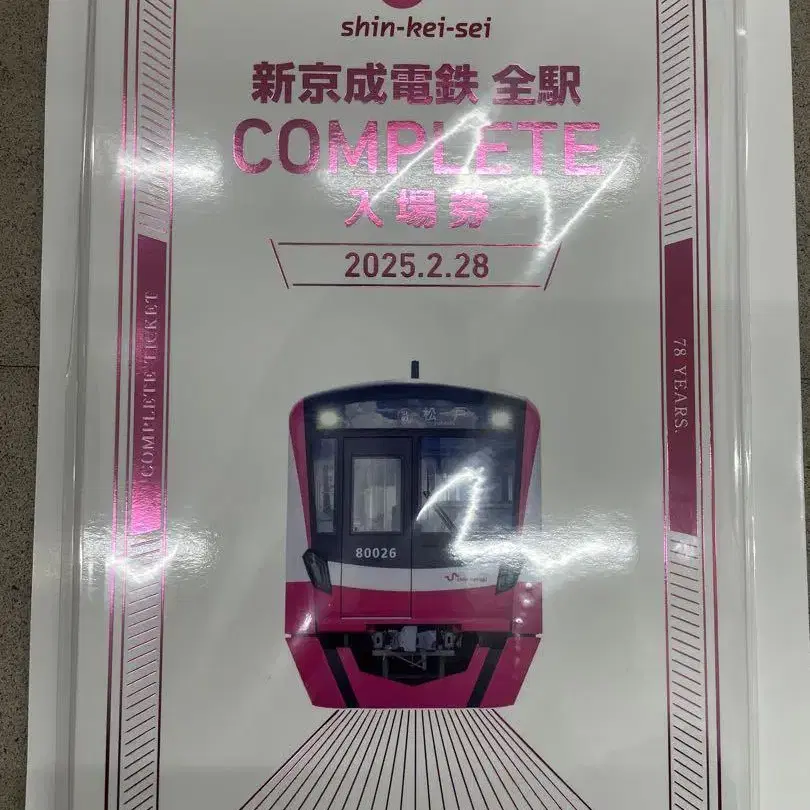 shin-kei-sei
新京成電鉄 全駅
COMPLETE
入場券
2025.2.28
COMPLETE TICKET
78 YEARS.
松戸
80026